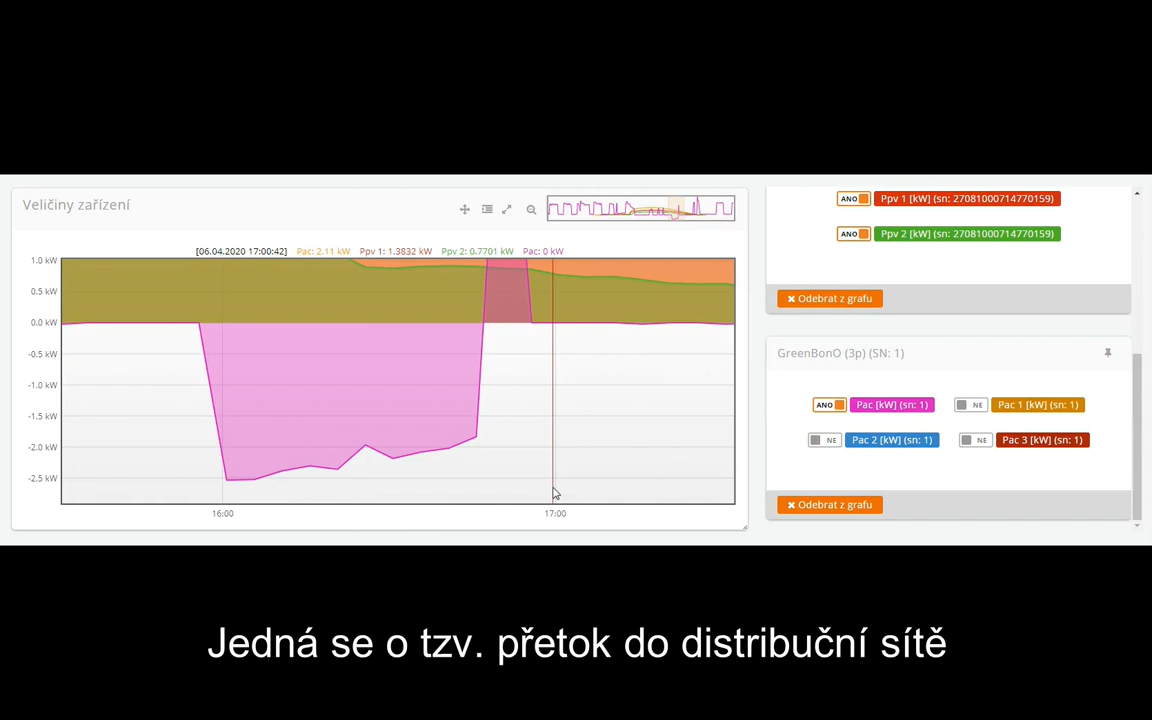 Veličiny zařízení
[06.04.2020 17:00:42] Pac: 2.11 kW Ppv 1: 1.3832 kW Ppv 2: 0.7701 kW Pac: 0 kW
1.0 kW
0.5 kW
0.0 kW
-0.5 kW
-1.0 kW
-1.5 kW
-2.0 kW
-2.5 kW
16:00 17:00
ANO Ppv 1 [kW] (sn: 27081000714770159)
ANO Ppv 2 [kW] (sn: 27081000714770159)
Odebrat z grafu
GreenBonO (3p) (SN: 1)
ANO Pac [kW] (sn: 1) NE Pac 1 [kW] (sn: 1)
NE Pac 2 [kW] (sn: 1) NE Pac 3 [kW] (sn: 1)
Odebrat z grafu
Jedná se o tzv. přetok do distribuční sítě